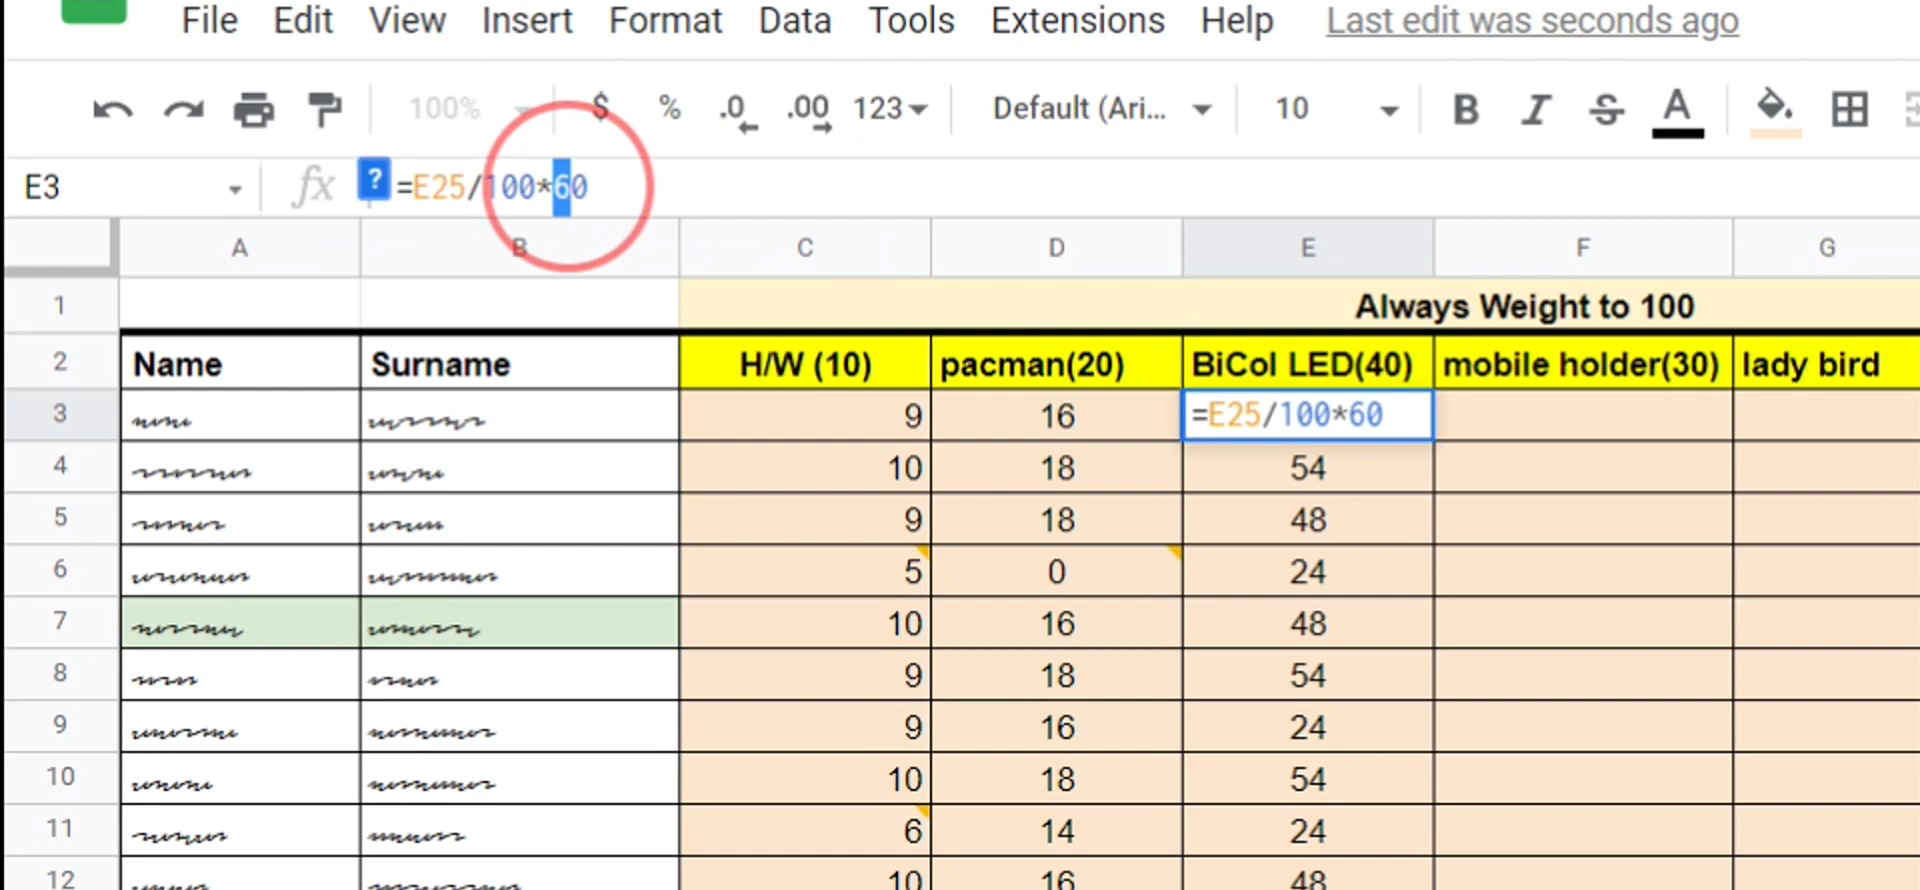 File Edit View Insert Format Data Tools Extensions Help Last edit was seconds ago
100% $ % .0 .00 123 Default (Ari... 10 B I S A
E3 fx ? =E25/100*60
A B C D E F G
1 Always Weight to 100
2 Name Surname H/W (10) pacman(20) BiCol LED(40) mobile holder(30) lady bird
3 9 16 =E25/100*60
4 10 18 54
5 9 18 48
6 5 0 24
7 10 16 48
8 9 18 54
9 9 16 24
10 10 18 54
11 6 14 24
12 10 16 48